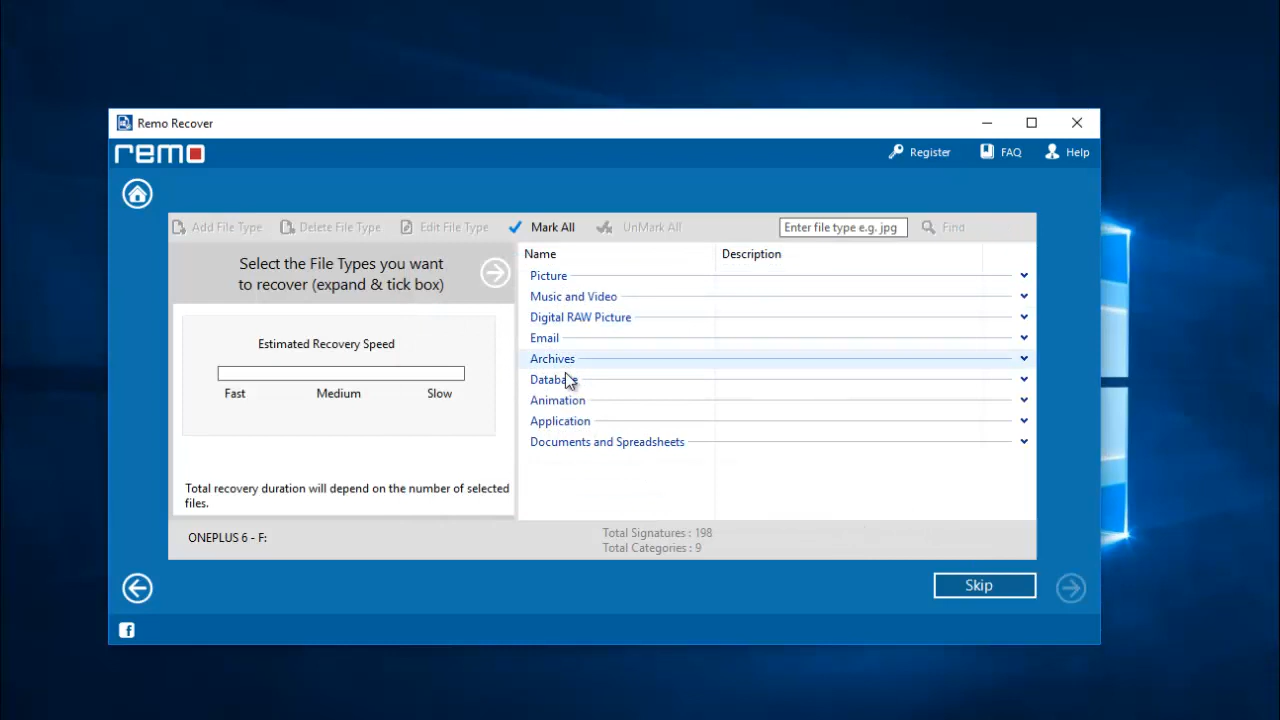 Remo Recover
remo
Register FAQ Help
Add File Type Delete File Type Edit File Type Mark All UnMark All Enter file type e.g. jpg Find
Select the File Types you want
to recover (expand & tick box)
Estimated Recovery Speed
Fast Medium Slow
Total recovery duration will depend on the number of selected
files.
Name Description
Picture
Music and Video
Digital RAW Picture
Email
Archives
Database
Animation
Application
Documents and Spreadsheets
ONEPLUS 6 - F:
Total Signatures : 198
Total Categories : 9
Skip
f